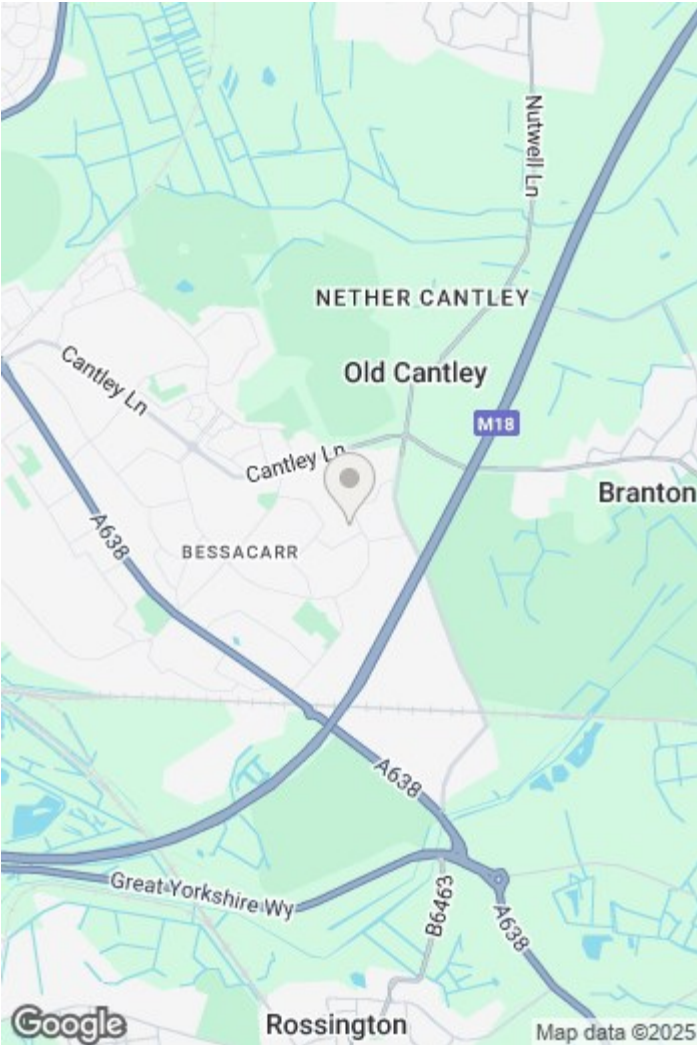 Nutwell Ln
NETHER CANTLEY
Cantley Ln
Old Cantley
M18
Cantley Ln
Branton
A638
BESSACARR
A638
Great Yorkshire Wy
B6463
A638
Rossington
Google
Map data ©2025